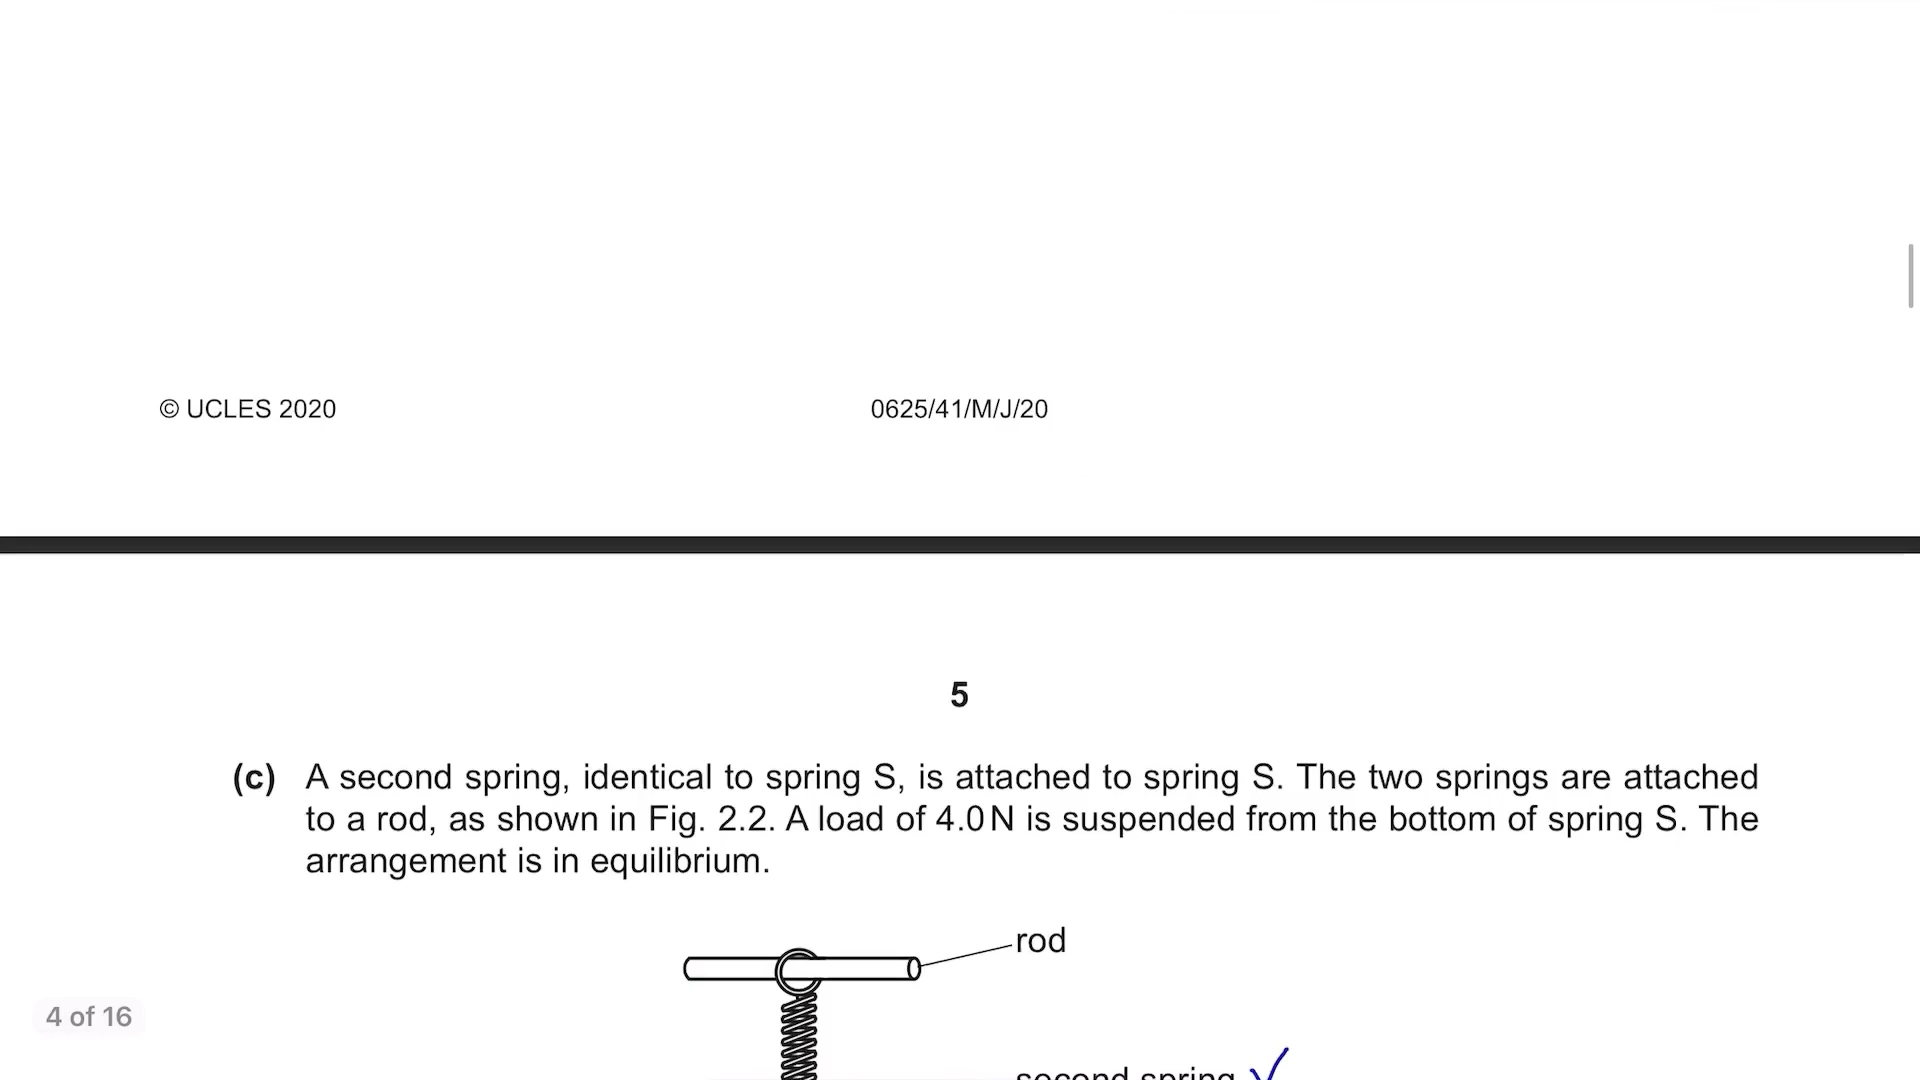 © UCLES 2020
0625/41/M/J/20
5
(c) A second spring, identical to spring S, is attached to spring S. The two springs are attached
to a rod, as shown in Fig. 2.2. A load of 4.0 N is suspended from the bottom of spring S. The
arrangement is in equilibrium.
rod
4 of 16
second spring